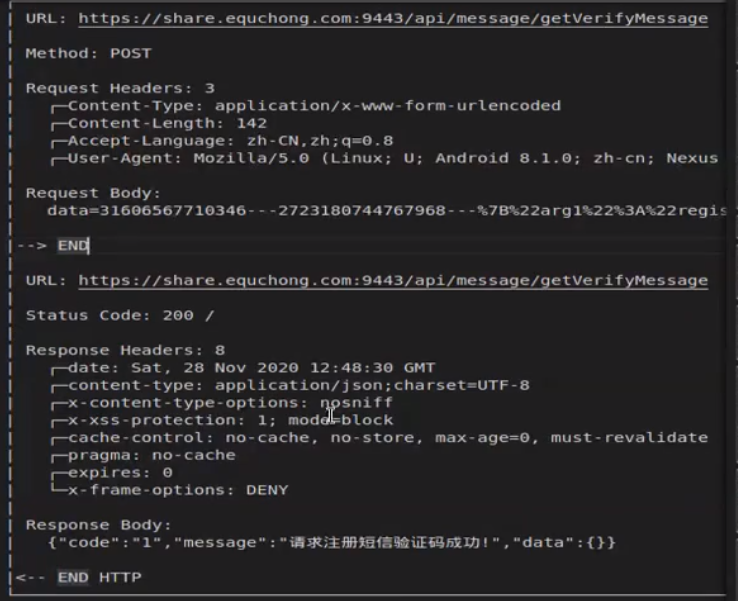 URL: https://share.equchong.com:9443/api/message/getVerifyMessage
Method: POST
Request Headers: 3
Content-Type: application/x-www-form-urlencoded
Content-Length: 142
Accept-Language: zh-CN,zh;q=0.8
User-Agent: Mozilla/5.0 (Linux; U; Android 8.1.0; zh-cn; Nexus
Request Body:
data=31606567710346---2723180744767968---%7B%22arg1%22%3A%22regis
--> END
URL: https://share.equchong.com:9443/api/message/getVerifyMessage
Status Code: 200 /
Response Headers: 8
date: Sat, 28 Nov 2020 12:48:30 GMT
content-type: application/json;charset=UTF-8
x-content-type-options: nosniff
x-xss-protection: 1; mode=block
cache-control: no-cache, no-store, max-age=0, must-revalidate
pragma: no-cache
expires: 0
x-frame-options: DENY
Response Body:
{"code":"1","message":"请求注册短信验证码成功!","data":{}}
<-- END HTTP